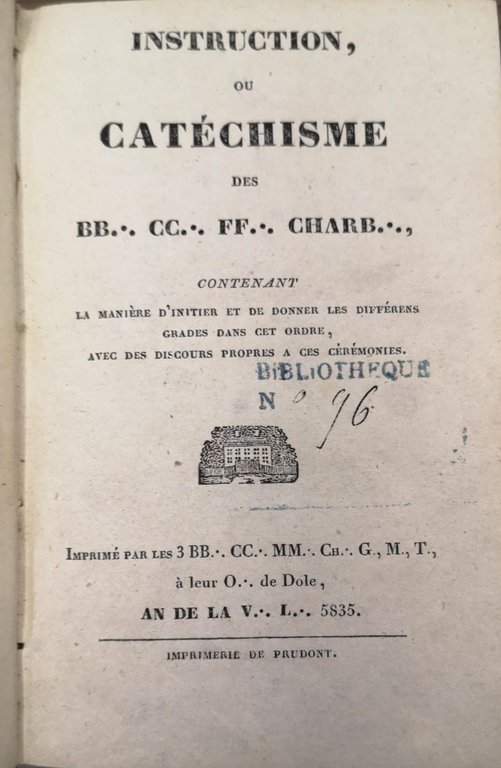 INSTRUCTION,
OU
CATÉCHISME
DES
BB.·. CC.·. FF.·. CHARB.·.,
CONTENANT
LA MANIÈRE D'INITIER ET DE DONNER LES DIFFÉRENS
GRADES DANS CET ORDRE,
AVEC DES DISCOURS PROPRES A CES CÉRÉMONIES.
BIBLIOTHEQUE
N° 96
IMPRIMÉ PAR LES 3 BB.·. CC.·. MM.·. CH.·. G., M., T.,
à leur O.·. de Dole,
AN DE LA V.·. L.·. 5835.
IMPRIMERIE DE PRUDONT.